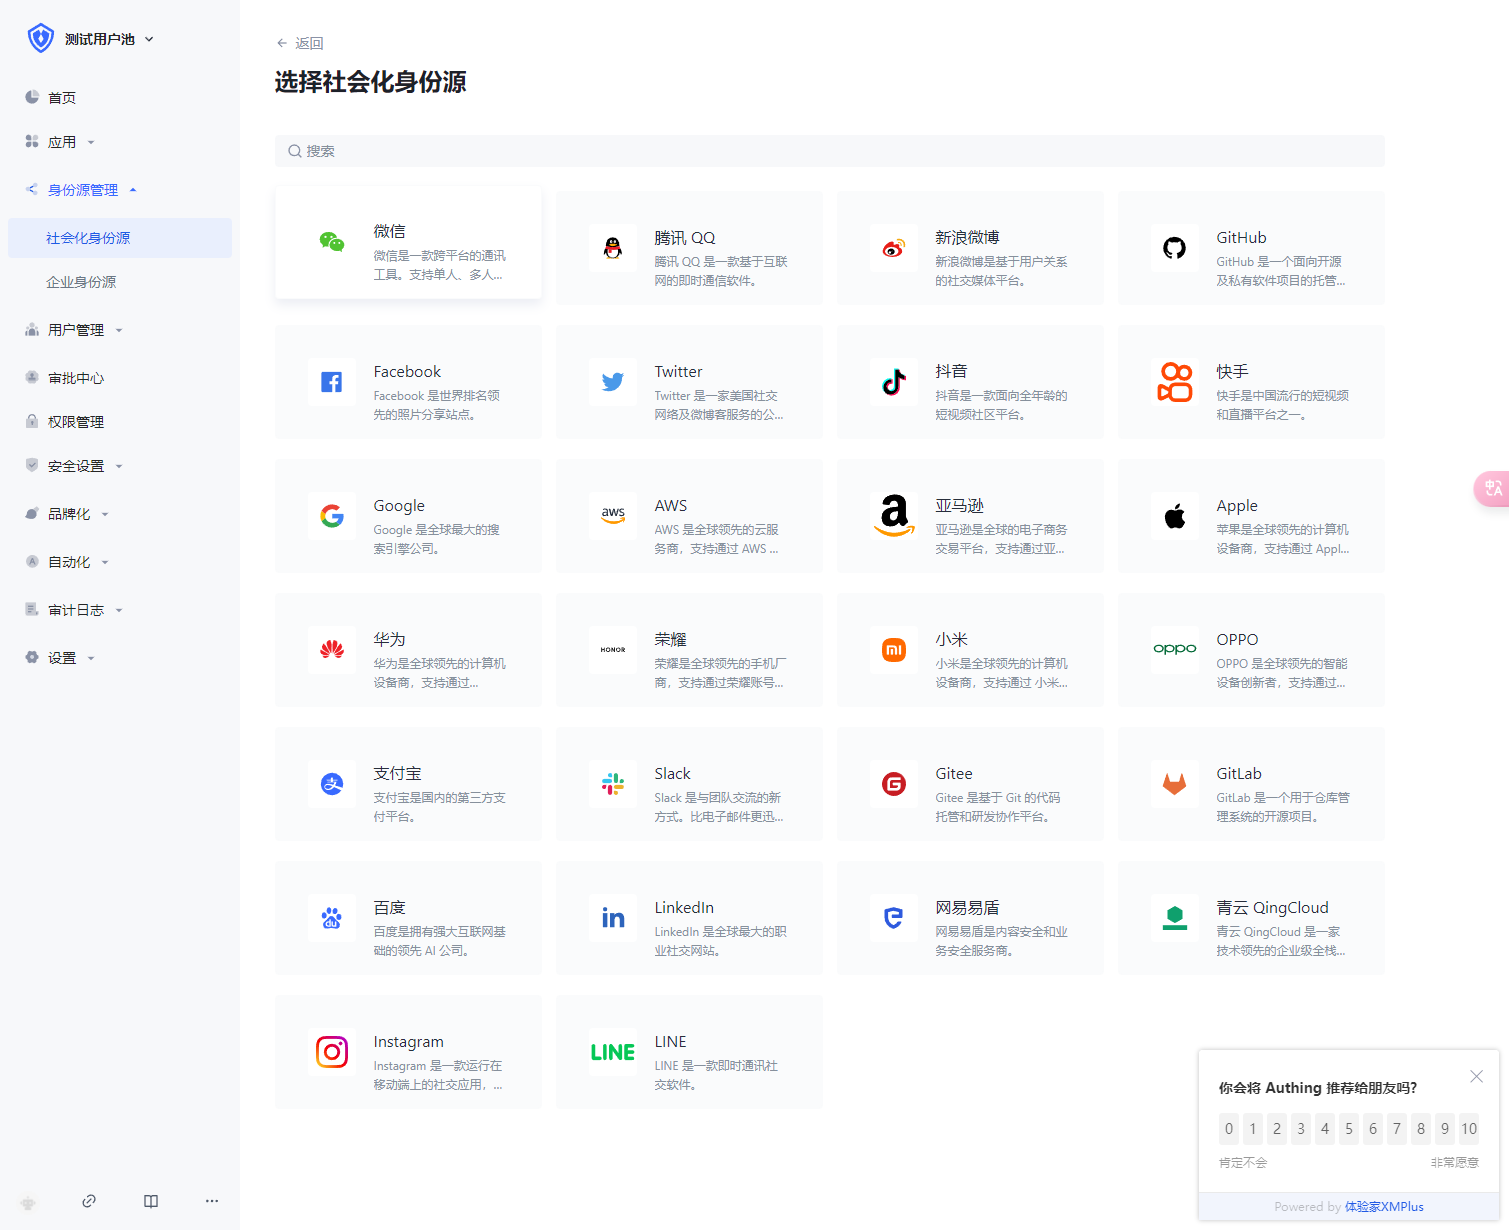 测试用户池
首页
应用
身份源管理
社会化身份源
企业身份源
用户管理
审批中心
权限管理
安全设置
品牌化
自动化
审计日志
设置
返回
选择社会化身份源
搜索
微信
微信是一款跨平台的通讯
工具。支持单人、多人...
腾讯 QQ
腾讯 QQ 是一款基于互联
网的即时通信软件。
新浪微博
新浪微博是基于用户关系
的社交媒体平台。
GitHub
GitHub 是一个面向开源
及私有软件项目的托管...
Facebook
Facebook 是世界排名领
先的照片分享站点。
Twitter
Twitter 是一家美国社交
网络及微博客服务的公...
抖音
抖音是一款面向全年龄的
短视频社区平台。
快手
快手是中国流行的短视频
和直播平台之一。
Google
Google 是全球最大的搜
索引擎公司。
aws
AWS
AWS 是全球领先的云服
务商，支持通过 AWS ...
亚马逊
亚马逊是全球的电子商务
交易平台，支持通过亚...
Apple
苹果是全球领先的计算机
设备商，支持通过 Appl...
华为
华为是全球领先的计算机
设备商，支持通过...
HONOR
荣耀
荣耀是全球领先的手机厂
商，支持通过荣耀账号...
小米
小米是全球领先的计算机
设备商，支持通过 小米...
oppo
OPPO
OPPO 是全球领先的智能
设备创新者，支持通过...
支付宝
支付宝是国内的第三方支
付平台。
Slack
Slack 是与团队交流的新
方式。比电子邮件更迅...
Gitee
Gitee 是基于 Git 的代码
托管和研发协作平台。
GitLab
GitLab 是一个用于仓库管
理系统的开源项目。
百度
百度是拥有强大互联网基
础的领先 AI 公司。
in
LinkedIn
LinkedIn 是全球最大的职
业社交网站。
网易易盾
网易易盾是内容安全和业
务安全服务商。
青云 QingCloud
青云 QingCloud 是一家
技术领先的企业级全栈...
Instagram
Instagram 是一款运行在
移动端上的社交应用，...
LINE
LINE
LINE 是一款即时通讯社
交软件。
你会将 Authing 推荐给朋友吗?
0 1 2 3 4 5 6 7 8 9 10
肯定不会 非常愿意
Powered by 体验家XMPlus